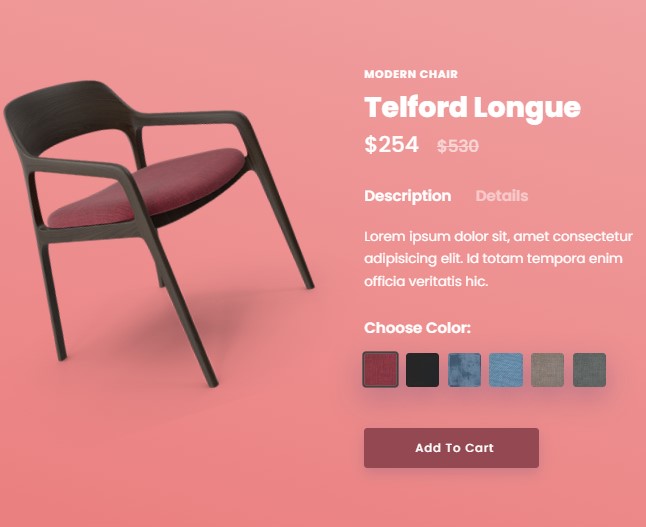 MODERN CHAIR
Telford Longue
$254 $530
Description Details
Lorem ipsum dolor sit, amet consectetur
adipisicing elit. Id totam tempora enim
officia veritatis hic.
Choose Color:
Add To Cart